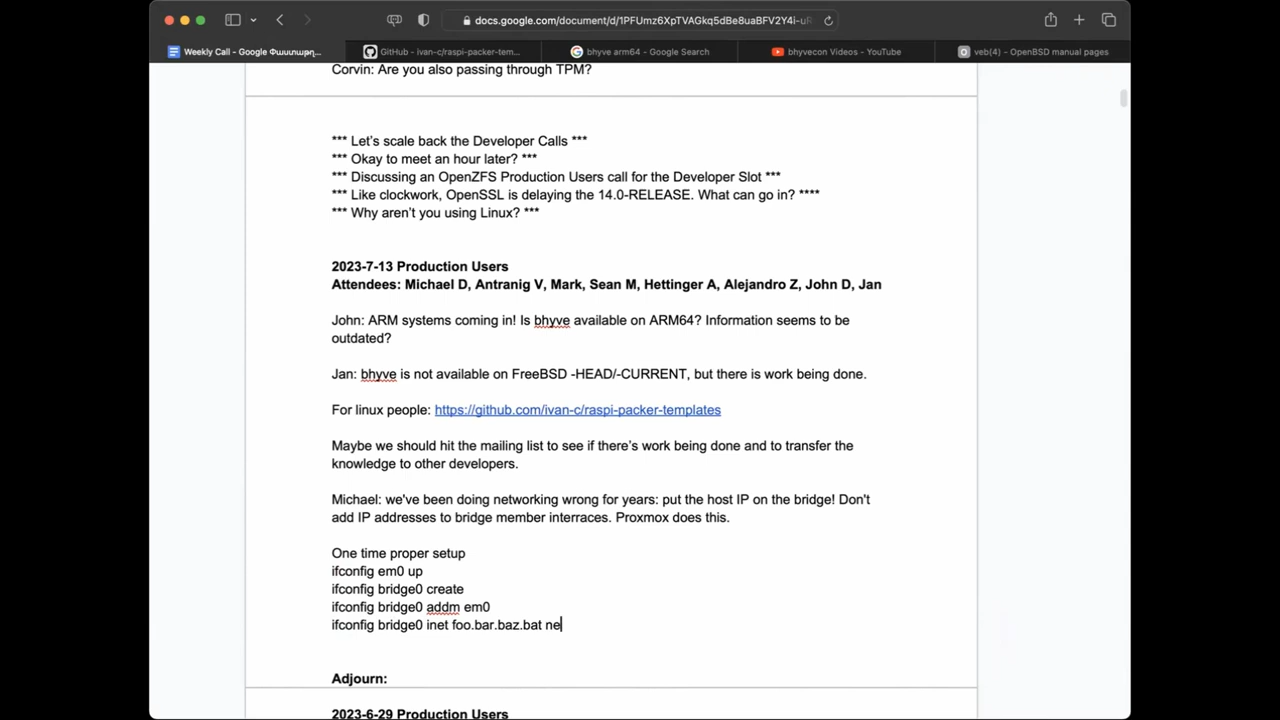 docs.google.com/document/d/1PFUmz6XpTVAGkq5dBe8uaBFV2Y4i-uR
Weekly Call - Google Փաստաթղ...
GitHub - ivan-c/raspi-packer-tem...
bhyve arm64 - Google Search
bhyvecon Videos - YouTube
veb(4) - OpenBSD manual pages
Corvin: Are you also passing through TPM?
*** Let's scale back the Developer Calls ***
*** Okay to meet an hour later? ***
*** Discussing an OpenZFS Production Users call for the Developer Slot ***
*** Like clockwork, OpenSSL is delaying the 14.0-RELEASE. What can go in? ****
*** Why aren't you using Linux? ***
2023-7-13 Production Users
Attendees: Michael D, Antranig V, Mark, Sean M, Hettinger A, Alejandro Z, John D, Jan
John: ARM systems coming in! Is bhyve available on ARM64? Information seems to be
outdated?
Jan: bhyve is not available on FreeBSD -HEAD/-CURRENT, but there is work being done.
For linux people: https://github.com/ivan-c/raspi-packer-templates
Maybe we should hit the mailing list to see if there's work being done and to transfer the
knowledge to other developers.
Michael: we've been doing networking wrong for years: put the host IP on the bridge! Don't
add IP addresses to bridge member interraces. Proxmox does this.
One time proper setup
ifconfig em0 up
ifconfig bridge0 create
ifconfig bridge0 addm em0
ifconfig bridge0 inet foo.bar.baz.bat ne
Adjourn:
2023-6-29 Production Users